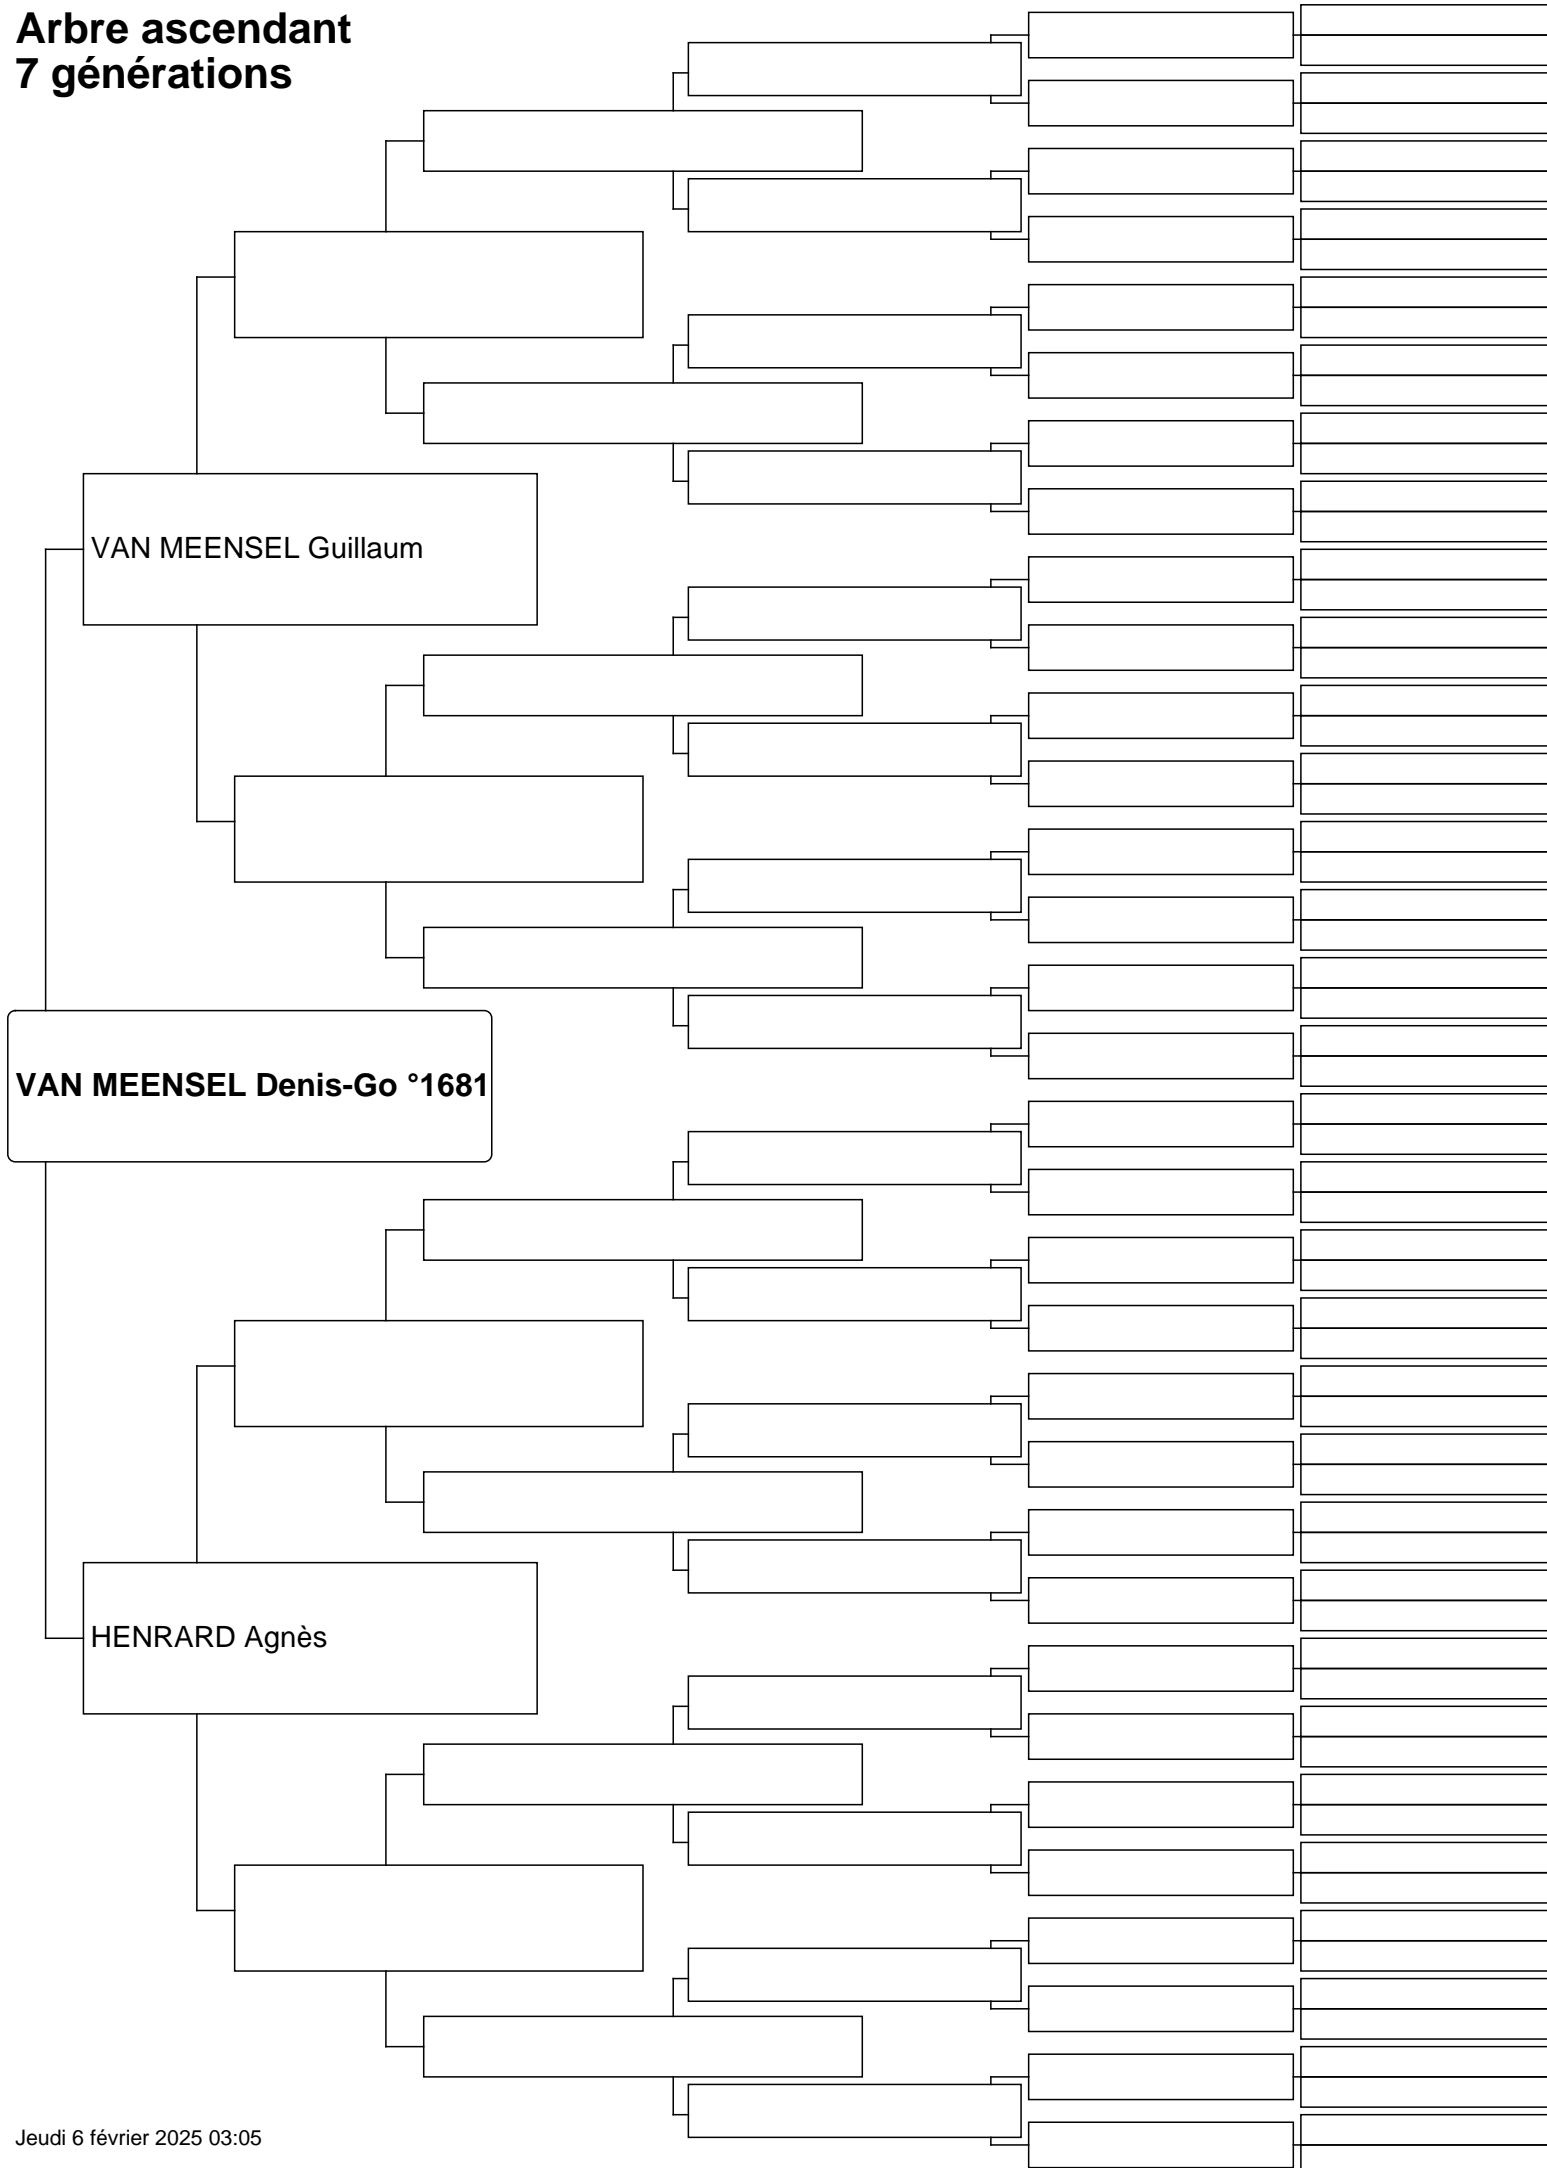 Arbre ascendant
7 générations
VAN MEENSEL Guillaum
VAN MEENSEL Denis-Go °1681
HENRARD Agnès
Jeudi 6 février 2025 03:05